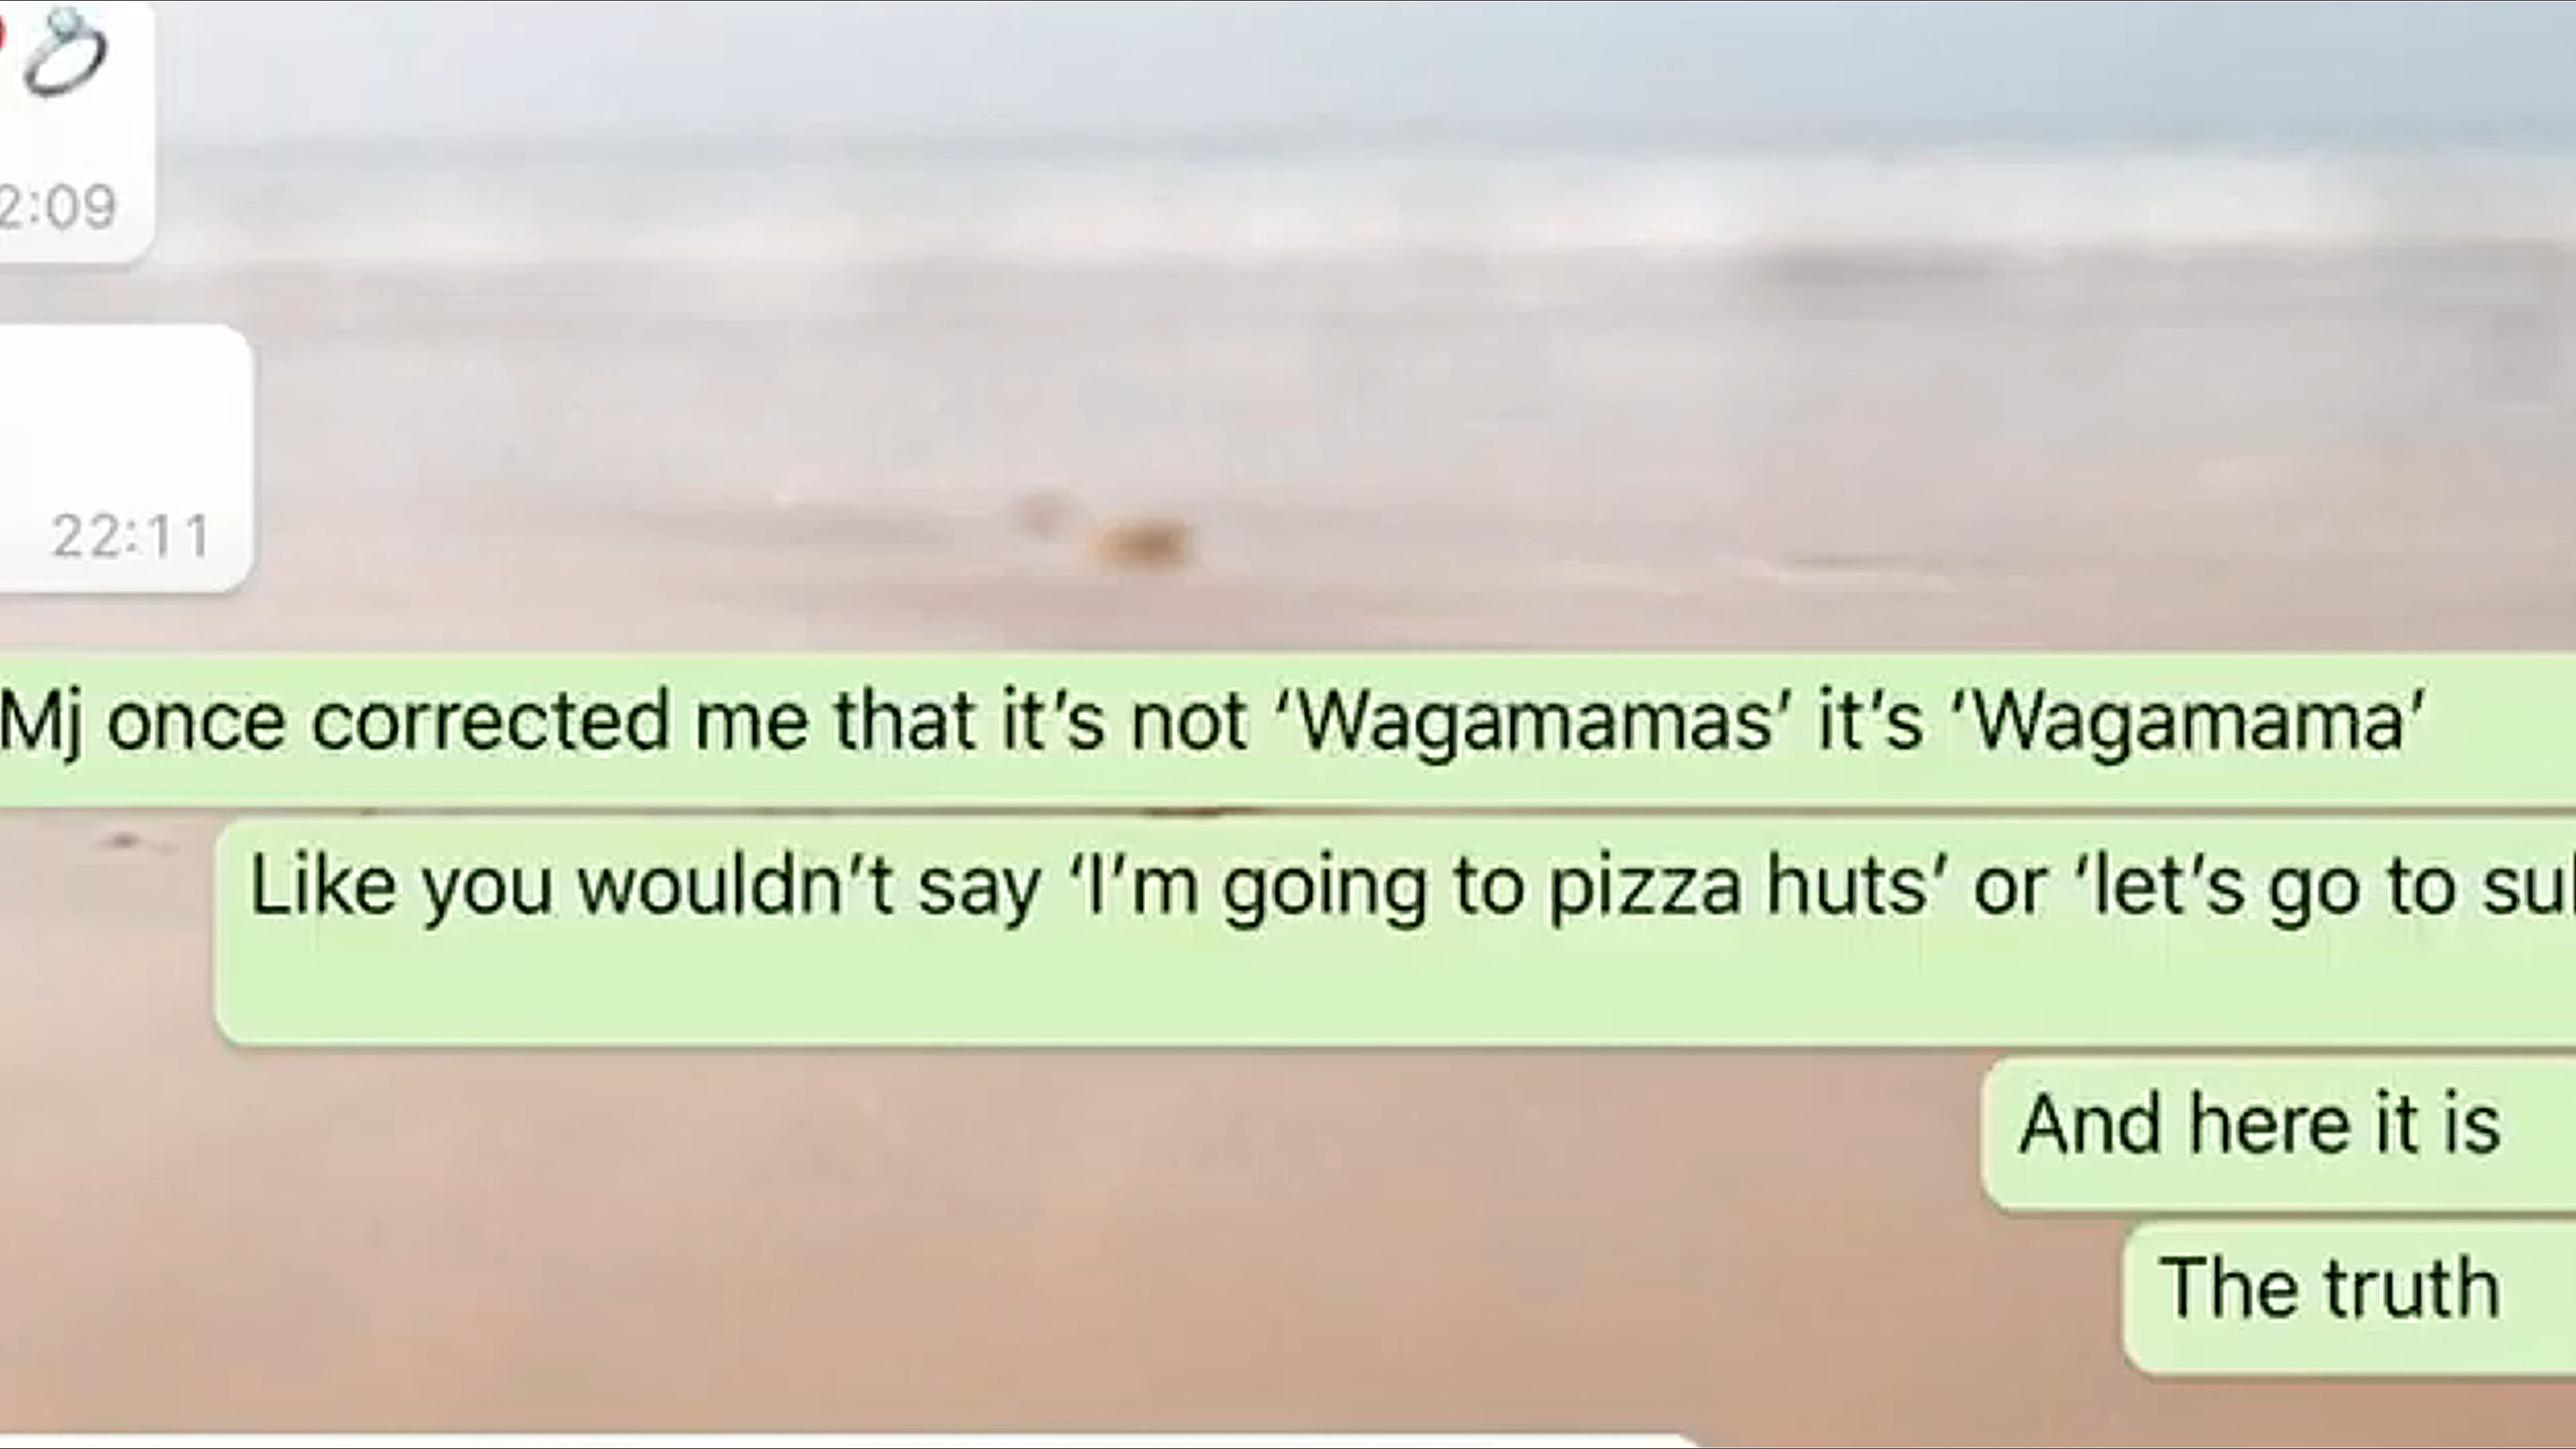 2:09
22:11
Mj once corrected me that it’s not ‘Wagamamas’ it’s ‘Wagamama’
Like you wouldn’t say ‘I’m going to pizza huts’ or ‘let’s go to
And here it is
The truth